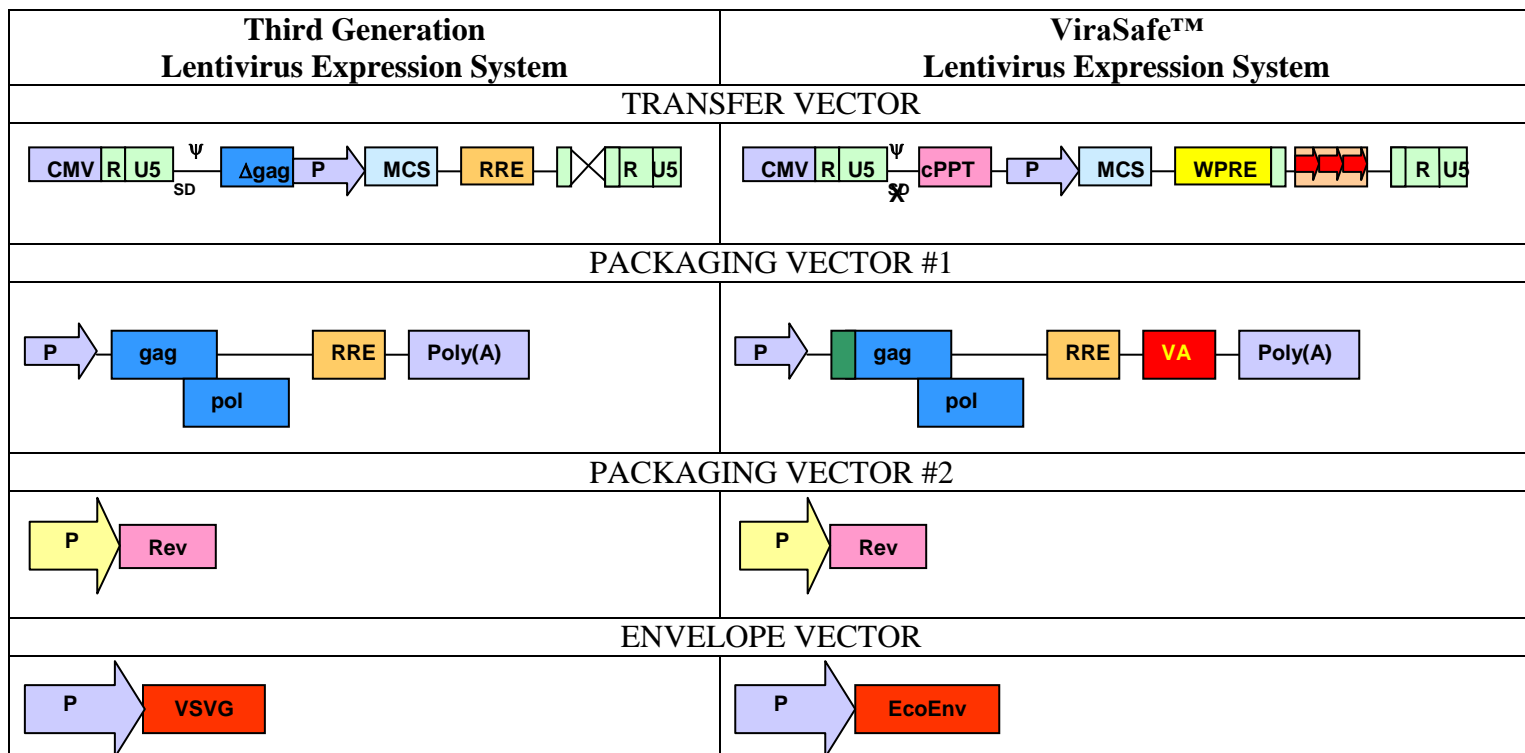 Third Generation
Lentivirus Expression System
ViraSafe™
Lentivirus Expression System
TRANSFER VECTOR
CMV R U5 Ψ SD Δgag P MCS RRE R U5
CMV R U5 Ψ SD X cPPT P MCS WPRE R U5
PACKAGING VECTOR #1
P gag RRE Poly(A)
pol
P gag RRE VA Poly(A)
pol
PACKAGING VECTOR #2
P Rev
P Rev
ENVELOPE VECTOR
P VSVG
P EcoEnv